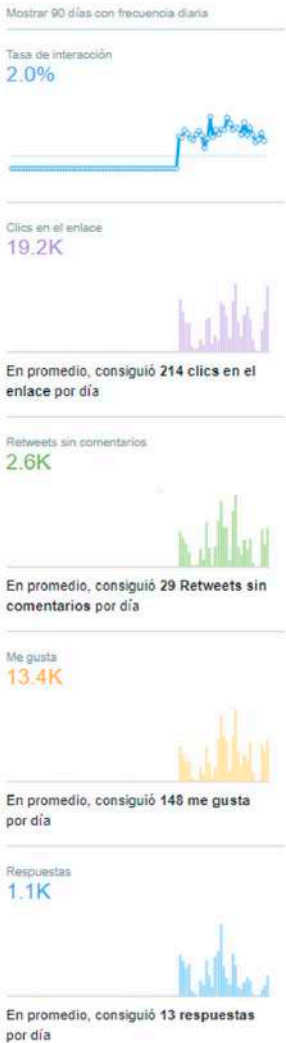 Mostrar 90 días con frecuencia diaria
Tasa de interacción
2.0%
Clics en el enlace
19.2K
En promedio, consiguió 214 clics en el
enlace por día
Retweets sin comentarios
2.6K
En promedio, consiguió 29 Retweets sin
comentarios por día
Me gusta
13.4K
En promedio, consiguió 148 me gusta
por día
Respuestas
1.1K
En promedio, consiguió 13 respuestas
por día